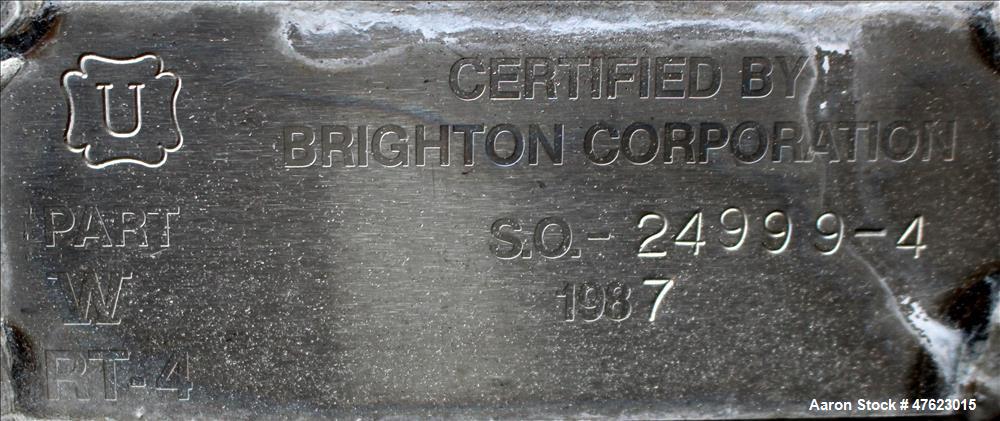 U
CERTIFIED BY
BRIGHTON CORPORATION
PART
S.O.- 24999-4
W
1987
RT-4
Aaron Stock # 47623015